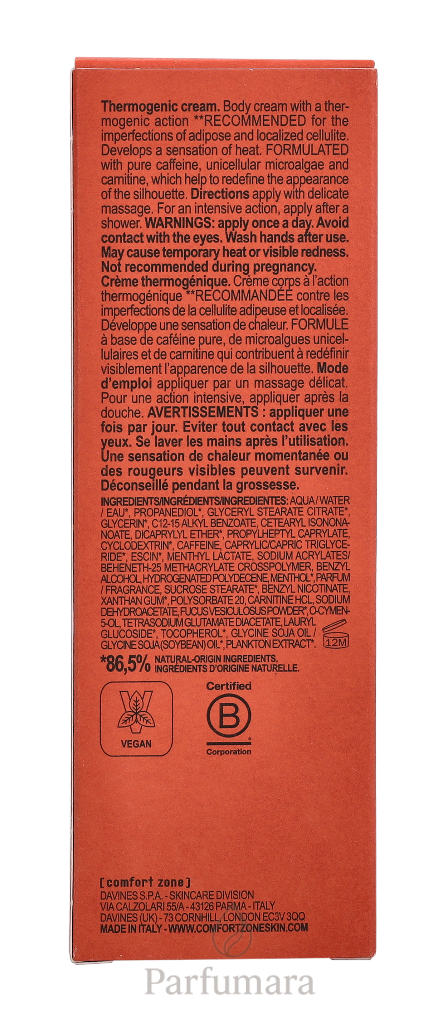 Thermogenic cream. Body cream with a ther-
mogenic action **RECOMMENDED for the
imperfections of adipose and localized cellulite.
Develops a sensation of heat. FORMULATED
with pure caffeine, unicellular microalgae and
carnitine, which help to redefine the appearance
of the silhouette. Directions apply with delicate
massage. For an intensive action, apply after a
shower. WARNINGS: apply once a day. Avoid
contact with the eyes. Wash hands after use.
May cause temporary heat or visible redness.
Not recommended during pregnancy.
Crème thermogénique. Crème corps à l'action
thermogénique **RECOMMANDÉE contre les
imperfections de la cellulite adipeuse et localisée.
Développe une sensation de chaleur. FORMULE
à base de caféine pure, de microalgues unicel-
lulaires et de carnitine qui contribuent à redéfinir
visiblement l'apparence de la silhouette. Mode
d'emploi appliquer par un massage délicat.
Pour une action intensive, appliquer après la
douche. AVERTISSEMENTS : appliquer une
fois par jour. Eviter tout contact avec les
yeux. Se laver les mains après l'utilisation.
Une sensation de chaleur momentanée ou
des rougeurs visibles peuvent survenir.
Déconseillé pendant la grossesse.
INGREDIENTS/INGRÉDIENTS/INGREDIENTES: AQUA / WATER
/ EAU*, PROPANEDIOL*, GLYCERYL STEARATE CITRATE*,
GLYCERIN*, C12-15 ALKYL BENZOATE, CETEARYL ISONONA-
NOATE, DICAPRYLYL ETHER*, PROPYLHEPTYL CAPRYLATE,
CYCLODEXTRIN*, CAFFEINE, CAPRYLIC/CAPRIC TRIGLYCE-
RIDE*, ESCIN*, MENTHYL LACTATE, SODIUM ACRYLATES/
BEHENETH-25 METHACRYLATE CROSSPOLYMER, BENZYL
ALCOHOL, HYDROGENATED POLYDECENE, MENTHOL*, PARFUM
/ FRAGRANCE, SUCROSE STEARATE*, BENZYL NICOTINATE,
XANTHAN GUM*, POLYSORBATE 20, CARNITINE HCL, SODIUM
DEHYDROACETATE, FUCUS VESICULOSUS POWDER*, O-CYMEN-
5-OL, TETRASODIUM GLUTAMATE DIACETATE, LAURYL
GLUCOSIDE*, TOCOPHEROL*, GLYCINE SOJA OIL /
GLYCINE SOJA (SOYBEAN) OIL*, PLANKTON EXTRACT*.
12M
*86,5% NATURAL-ORIGIN INGREDIENTS.
INGRÉDIENTS D'ORIGINE NATURELLE.
VEGAN
Certified
B
Corporation
[ comfort zone ]
DAVINES S.P.A. - SKINCARE DIVISION
VIA CALZOLARI 55/A - 43126 PARMA - ITALY
DAVINES (UK) - 73 CORNHILL, LONDON EC3V 3QQ
MADE IN ITALY - WWW.COMFORTZONESKIN.COM
Parfumara